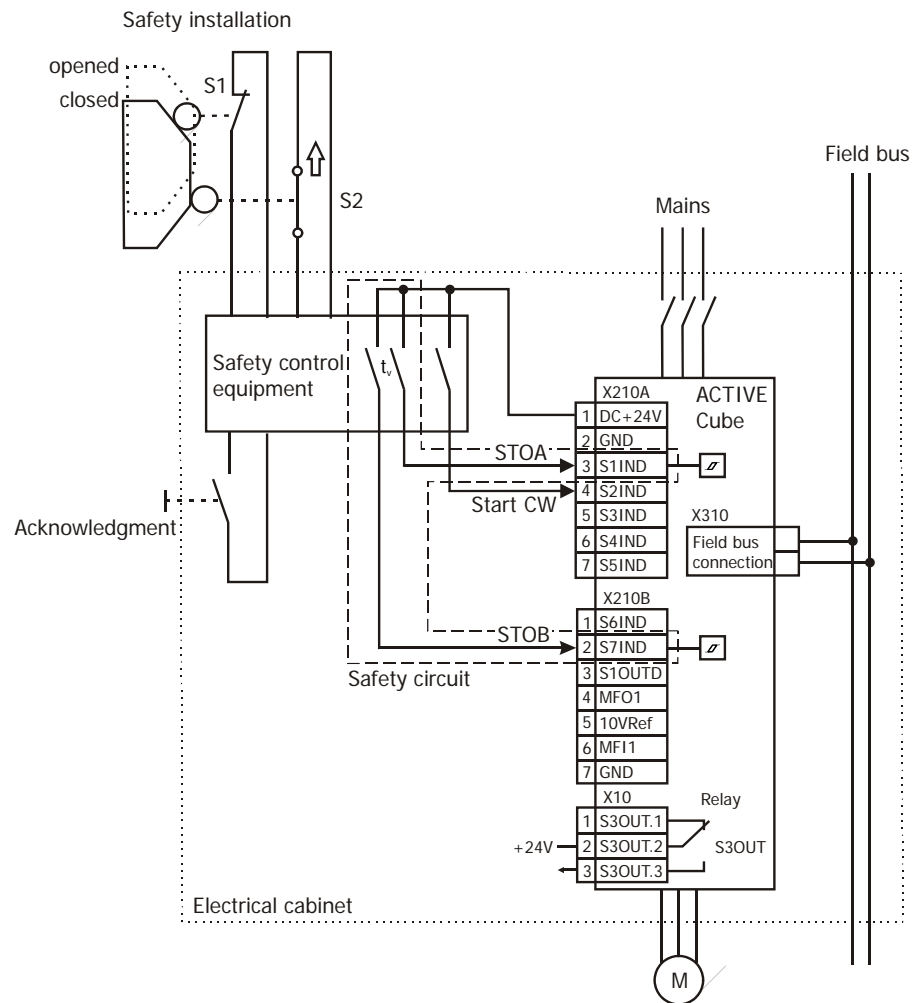 Safety installation
opened
closed
S1
S2
Field bus
Mains
Safety control
equipment
tv
Acknowledgment
STOA
Start CW
STOB
Safety circuit
ACTIVE
Cube
X210A
1 DC+24V
2 GND
3 S1IND
4 S2IND
5 S3IND
6 S4IND
7 S5IND
X310
Field bus
connection
X210B
1 S6IND
2 S7IND
3 S1OUTD
4 MFO1
5 10VRef
6 MFI1
7 GND
X10
1 S3OUT.1
2 S3OUT.2
3 S3OUT.3
+24V
Relay
S3OUT
Electrical cabinet
M